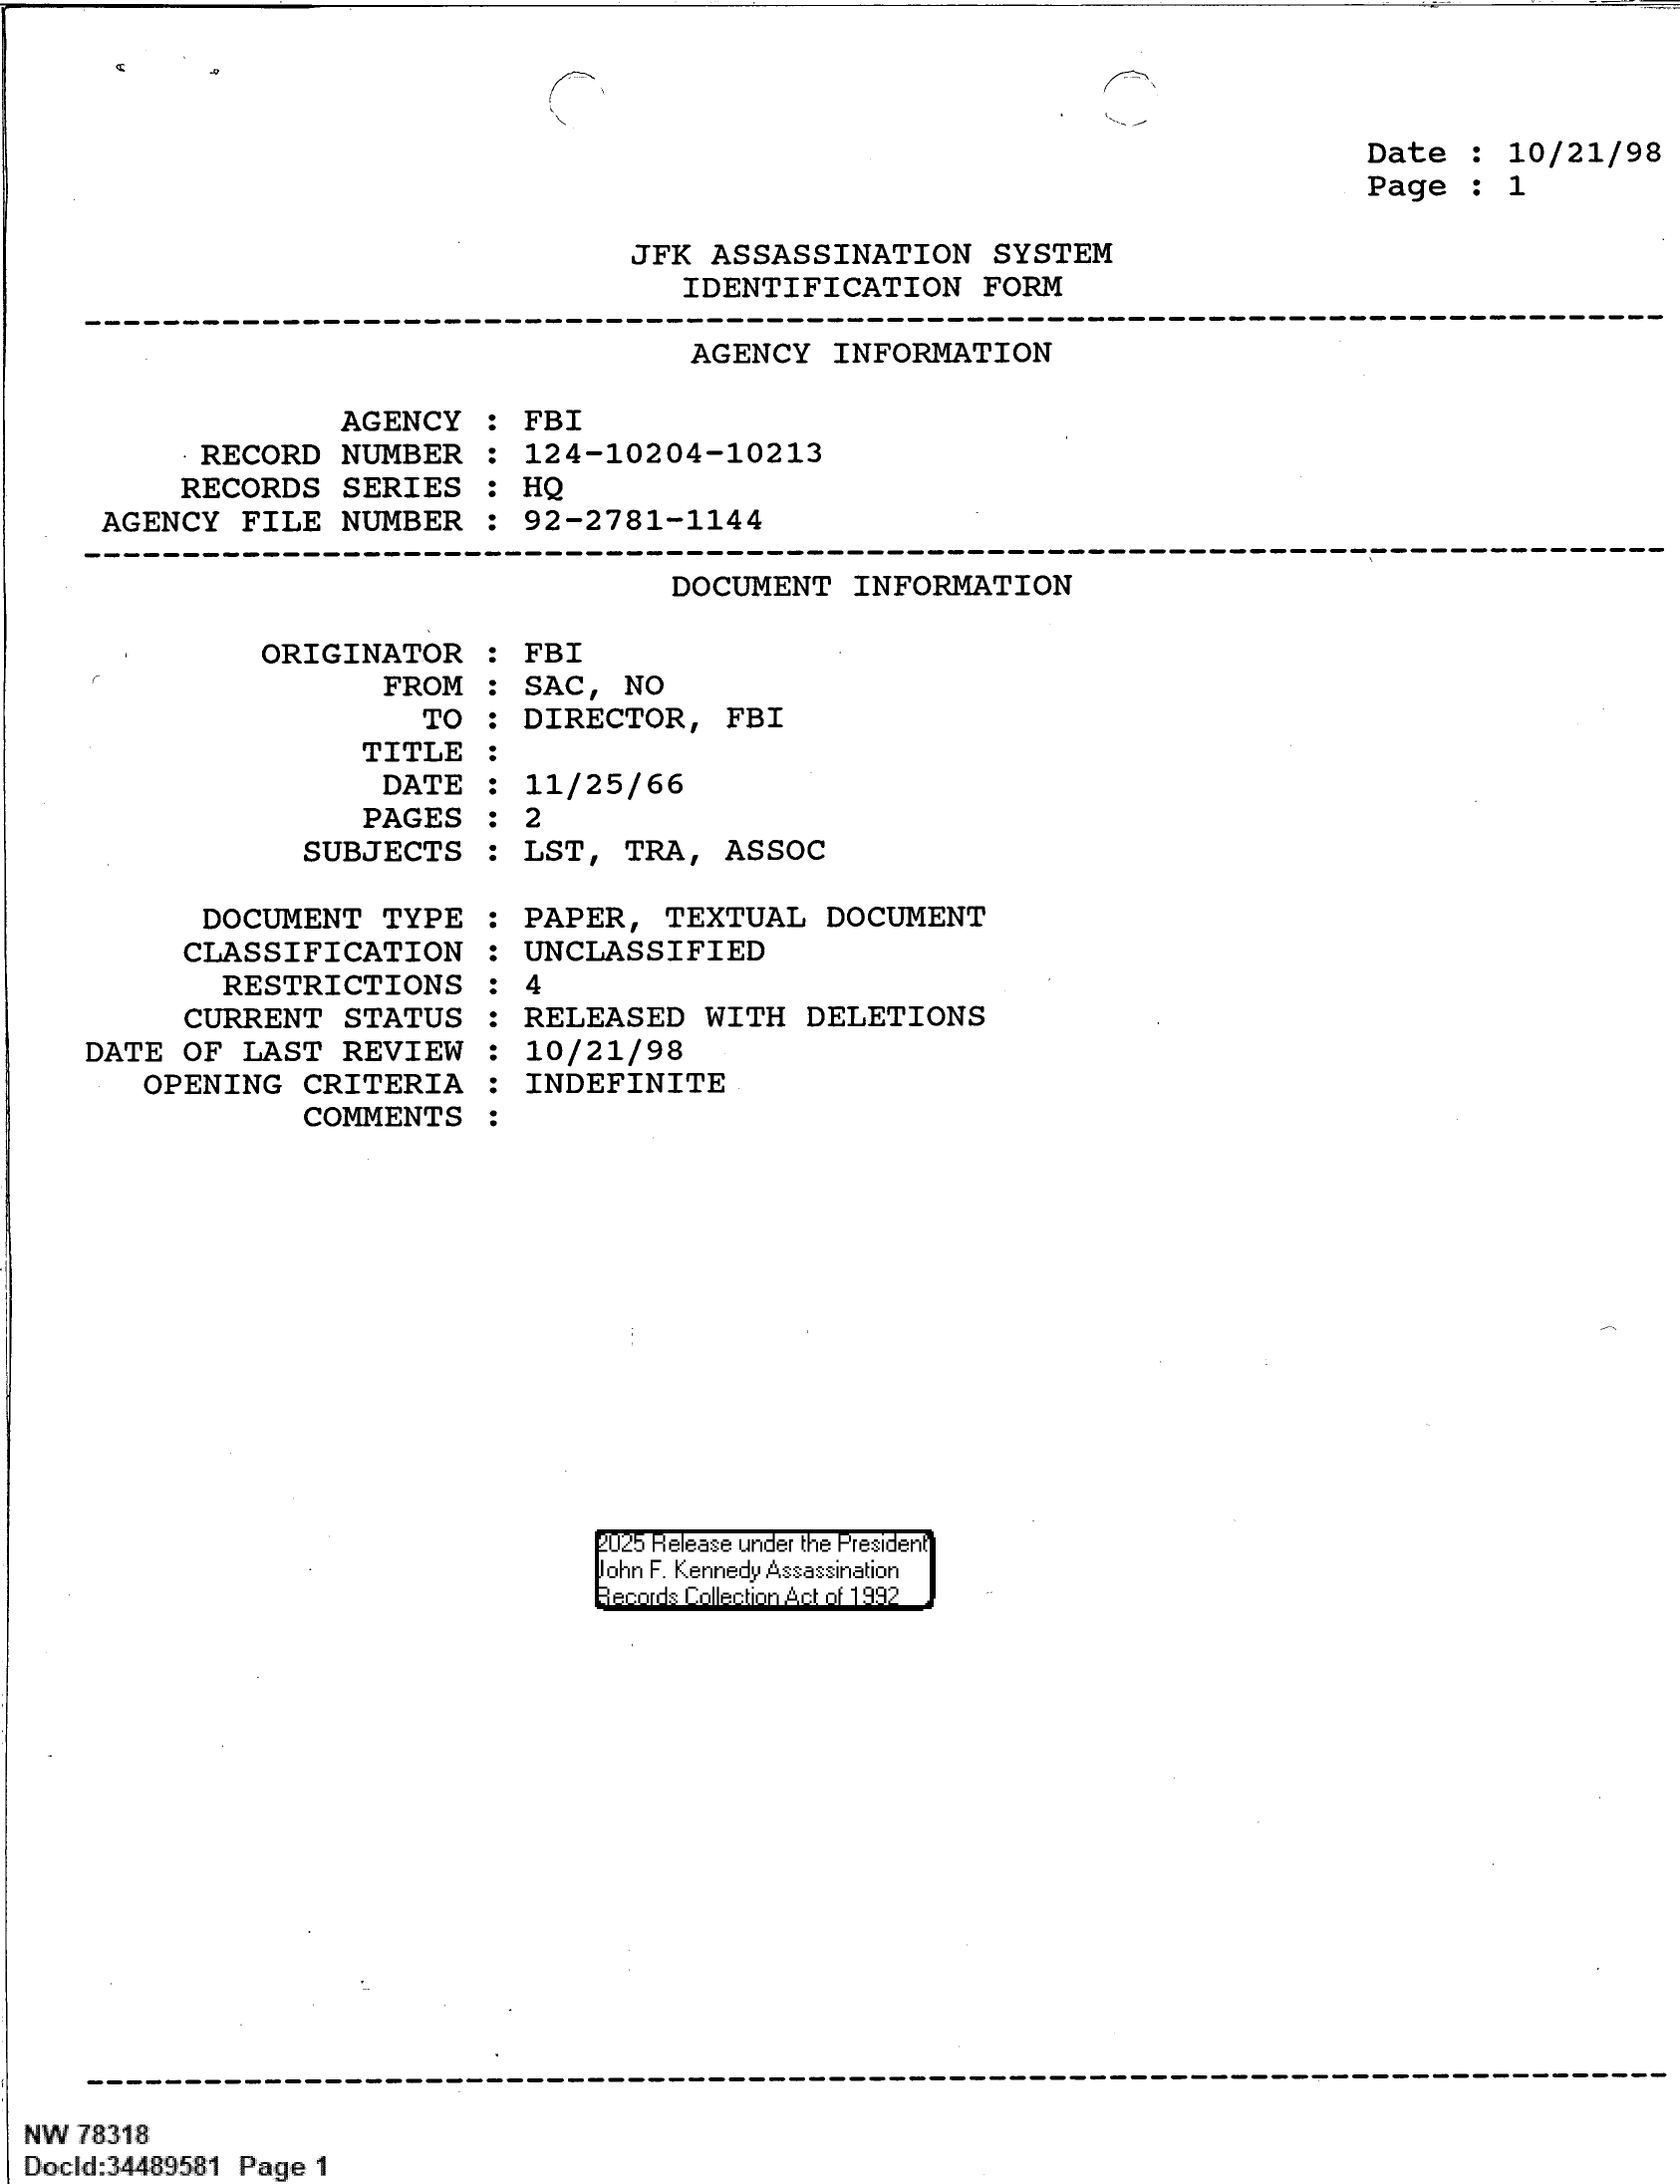 Date : 10/21/98
Page : 1
JFK ASSASSINATION SYSTEM
IDENTIFICATION FORM
--------------------------------------------------------------------------------
AGENCY INFORMATION
AGENCY : FBI
RECORD NUMBER : 124-10204-10213
RECORDS SERIES : HQ
AGENCY FILE NUMBER : 92-2781-1144
--------------------------------------------------------------------------------
DOCUMENT INFORMATION
ORIGINATOR : FBI
FROM : SAC, NO
TO : DIRECTOR, FBI
TITLE :
DATE : 11/25/66
PAGES : 2
SUBJECTS : LST, TRA, ASSOC
DOCUMENT TYPE : PAPER, TEXTUAL DOCUMENT
CLASSIFICATION : UNCLASSIFIED
RESTRICTIONS : 4
CURRENT STATUS : RELEASED WITH DELETIONS
DATE OF LAST REVIEW : 10/21/98
OPENING CRITERIA : INDEFINITE
COMMENTS :
2025 Release under the President
John F. Kennedy Assassination
Records Collection Act of 1992
--------------------------------------------------------------------------------
NW 78318
DocId:34489581 Page 1